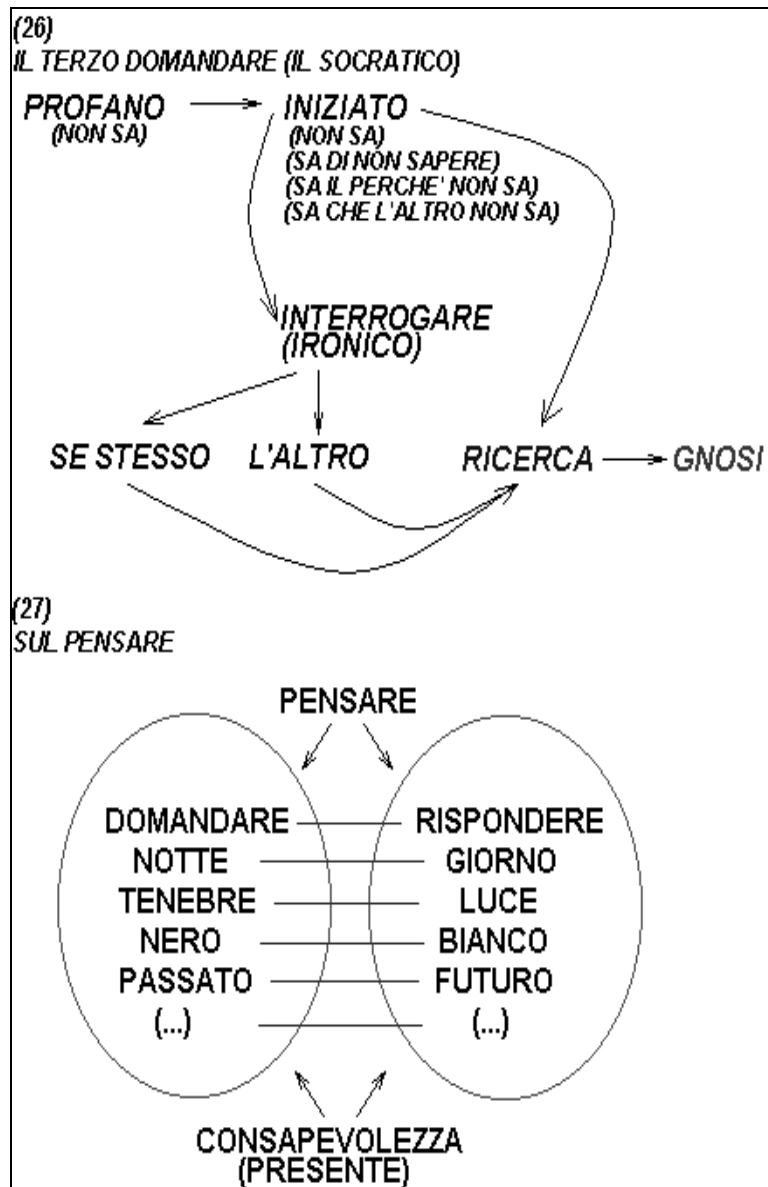 (26)
IL TERZO DOMANDARE (IL SOCRATICO)
PROFANO INIZIATO
(NON SA) (NON SA)
(SA DI NON SAPERE)
(SA IL PERCHE' NON SA)
(SA CHE L'ALTRO NON SA)
INTERROGARE
(IRONICO)
SE STESSO L'ALTRO RICERCA GNOSI
(27)
SUL PENSARE
PENSARE
DOMANDARE RISPONDERE
NOTTE GIORNO
TENEBRE LUCE
NERO BIANCO
PASSATO FUTURO
(...) (...)
CONSAPEVOLEZZA
(PRESENTE)